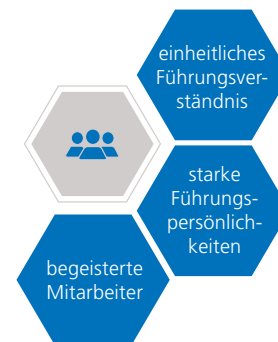 einheitliches
Führungsver-
ständnis
starke
Führungs-
persönlich-
keiten
begeisterte
Mitarbeiter